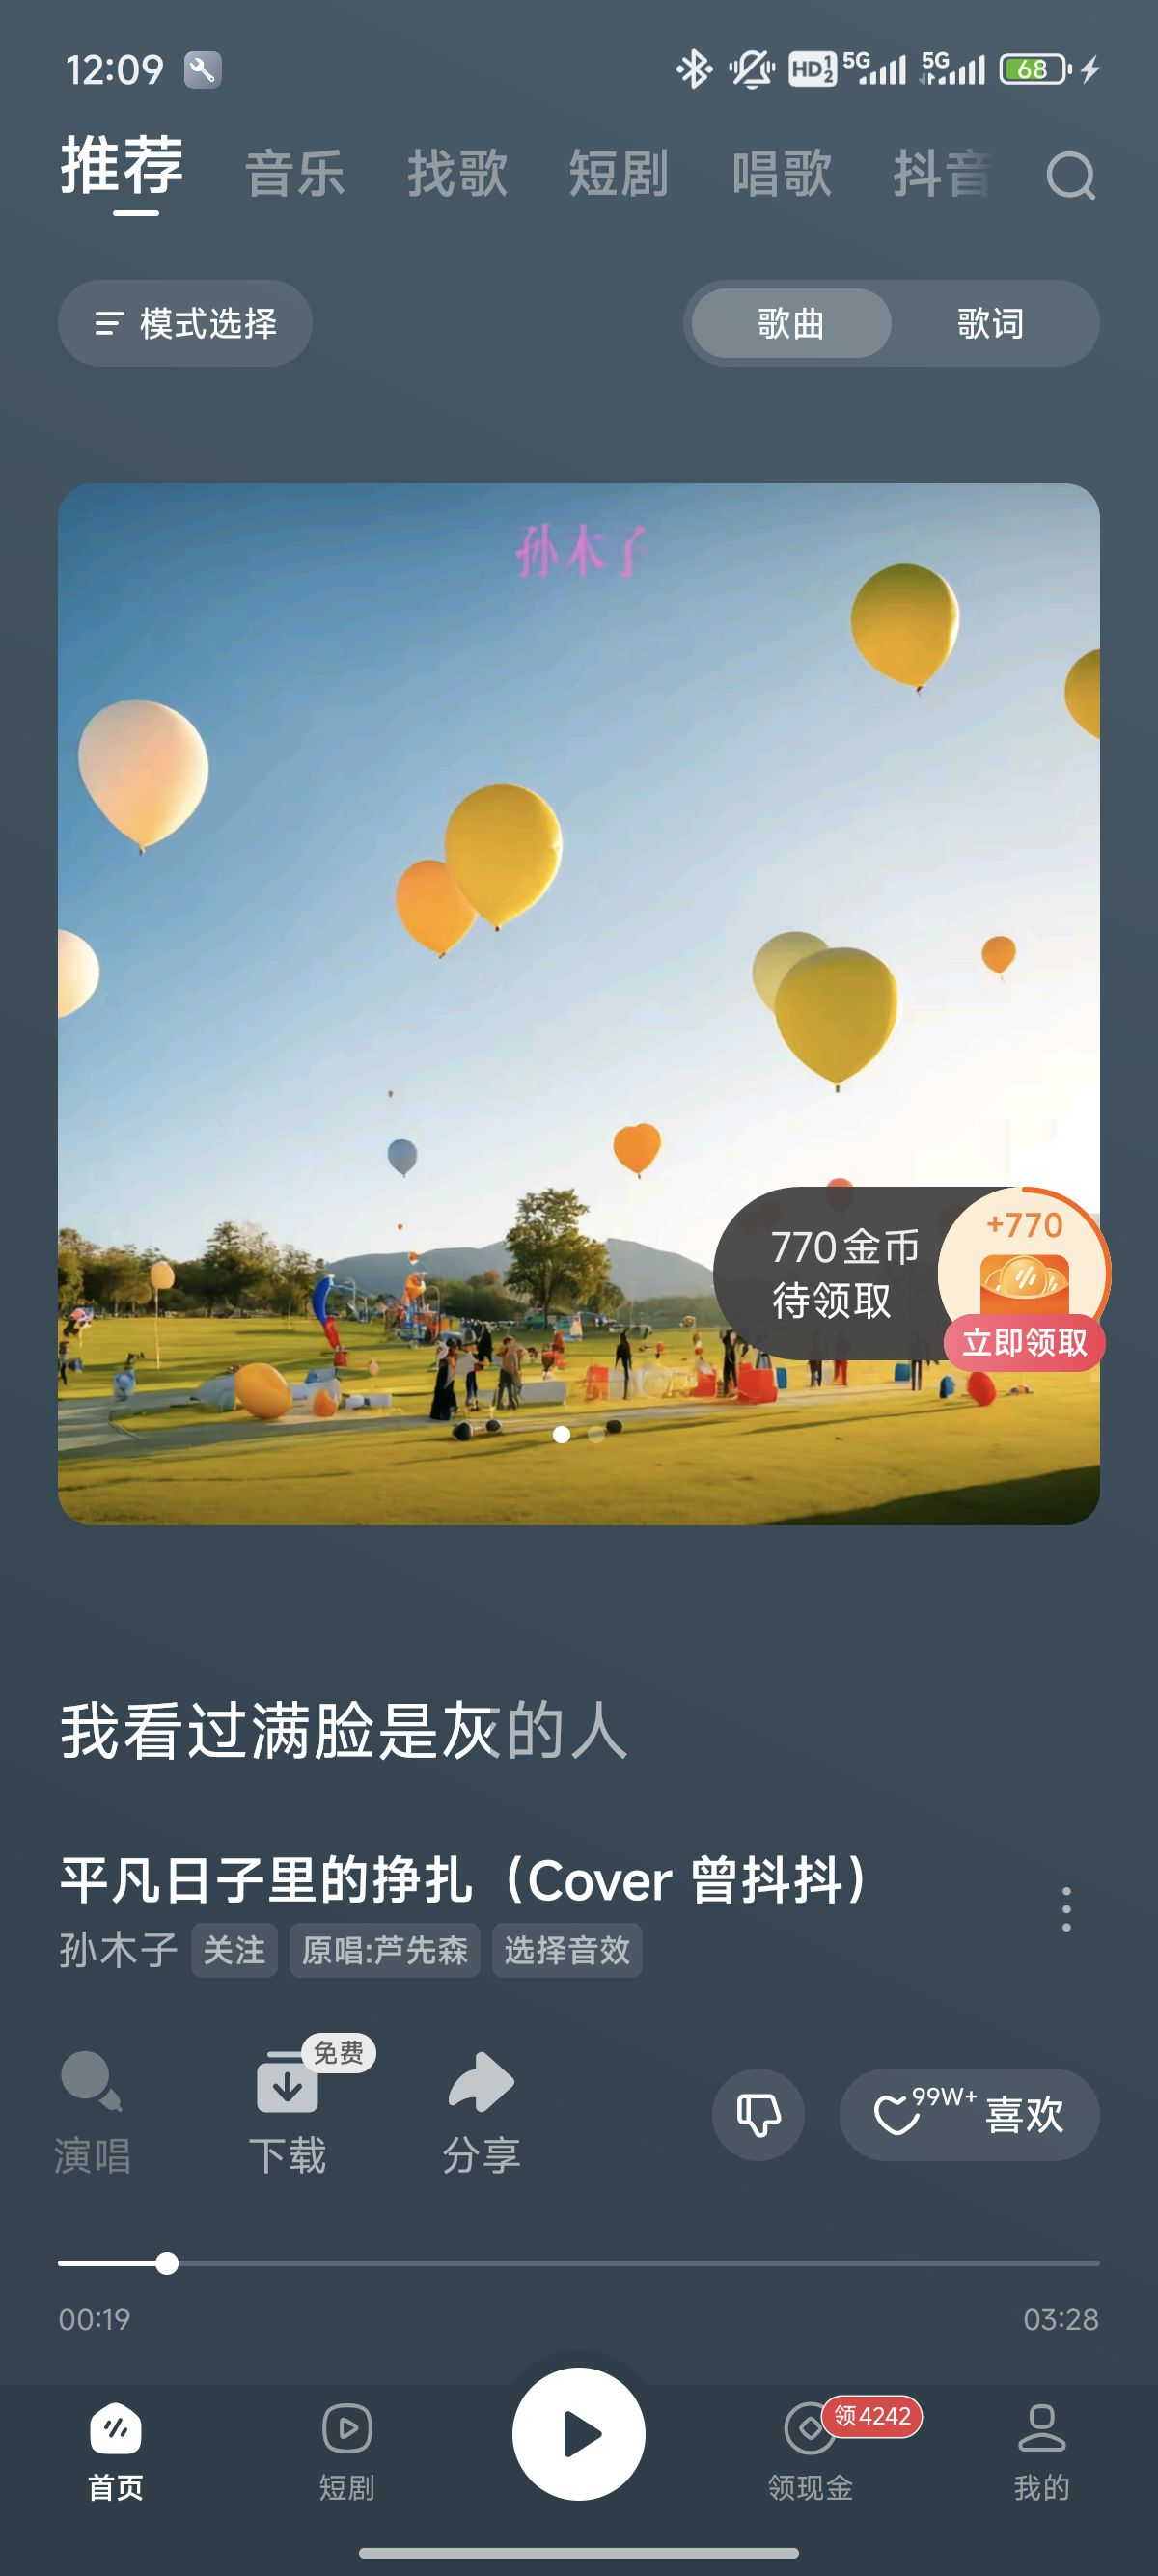 12:09
HD 1 2 5G 5G 68
推荐 音乐 找歌 短剧 唱歌 抖音
模式选择 歌曲 歌词
孙木子
+770
770金币
待领取
立即领取
我看过满脸是灰的人
平凡日子里的挣扎（Cover 曾抖抖）
孙木子 关注 原唱:芦先森 选择音效
免费
99W+
演唱 下载 分享 喜欢
00:19 03:28
领4242
首页 短剧 领现金 我的